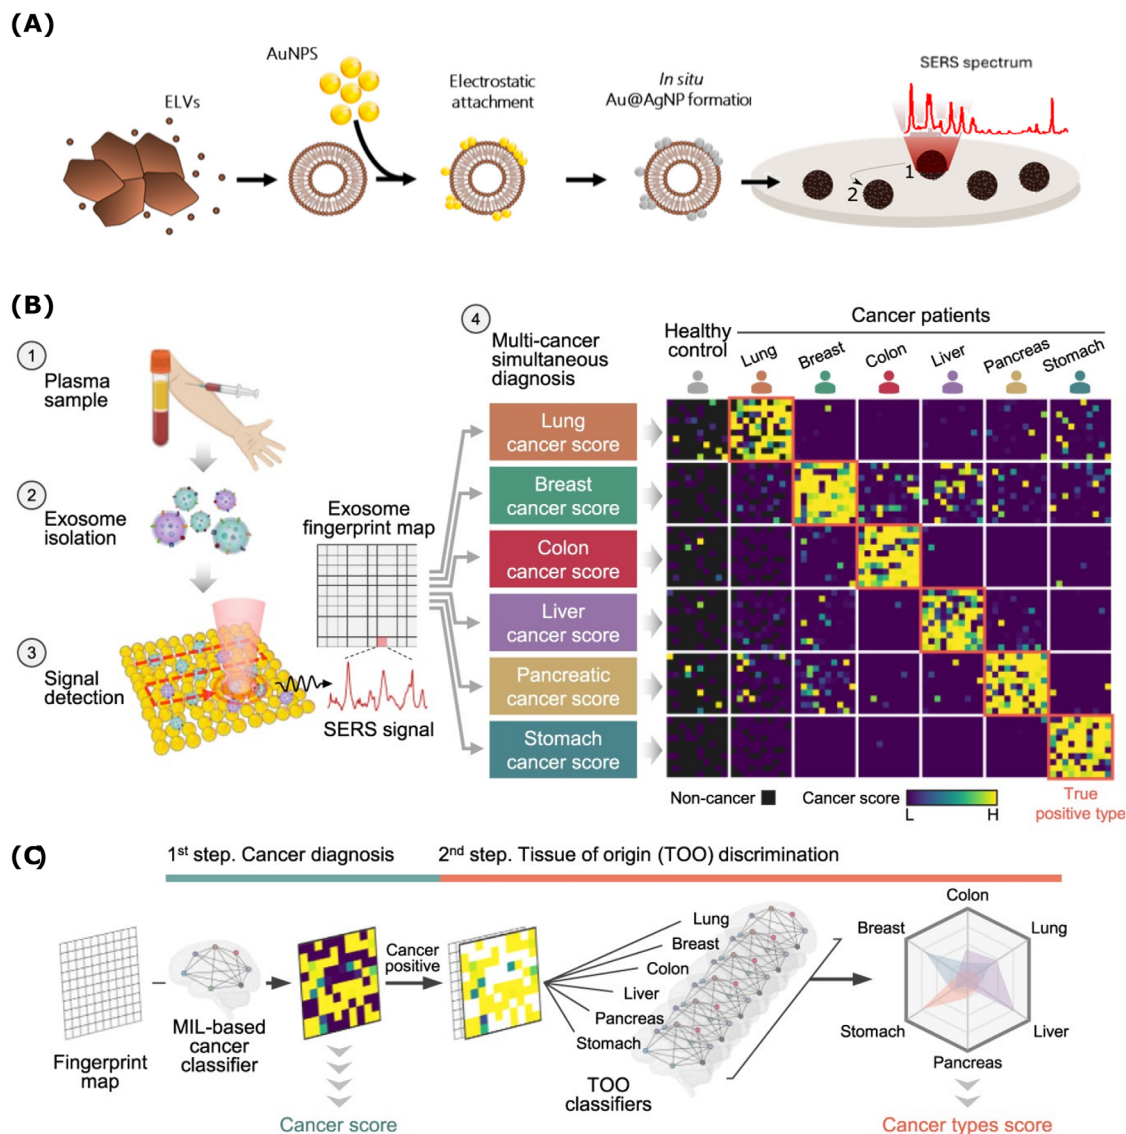 (A)
ELVs
AuNPS
Electrostatic
attachment
In situ
Au@AgNP formation
SERS spectrum
1
2
(B)
1
Plasma
sample
2
Exosome
isolation
3
Signal
detection
Exosome
fingerprint map
SERS signal
4
Multi-cancer
simultaneous
diagnosis
Lung
cancer score
Breast
cancer score
Colon
cancer score
Liver
cancer score
Pancreatic
cancer score
Stomach
cancer score
Cancer patients
Healthy
control
Lung
Breast
Colon
Liver
Pancreas
Stomach
Non-cancer
Cancer score
L
H
True
positive type
(C)
1st step. Cancer diagnosis
2nd step. Tissue of origin (TOO) discrimination
Fingerprint
map
MIL-based
cancer
classifier
Cancer score
Cancer
positive
Lung
Breast
Colon
Liver
Pancreas
Stomach
TOO
classifiers
Colon
Breast
Lung
Stomach
Liver
Pancreas
Cancer types score